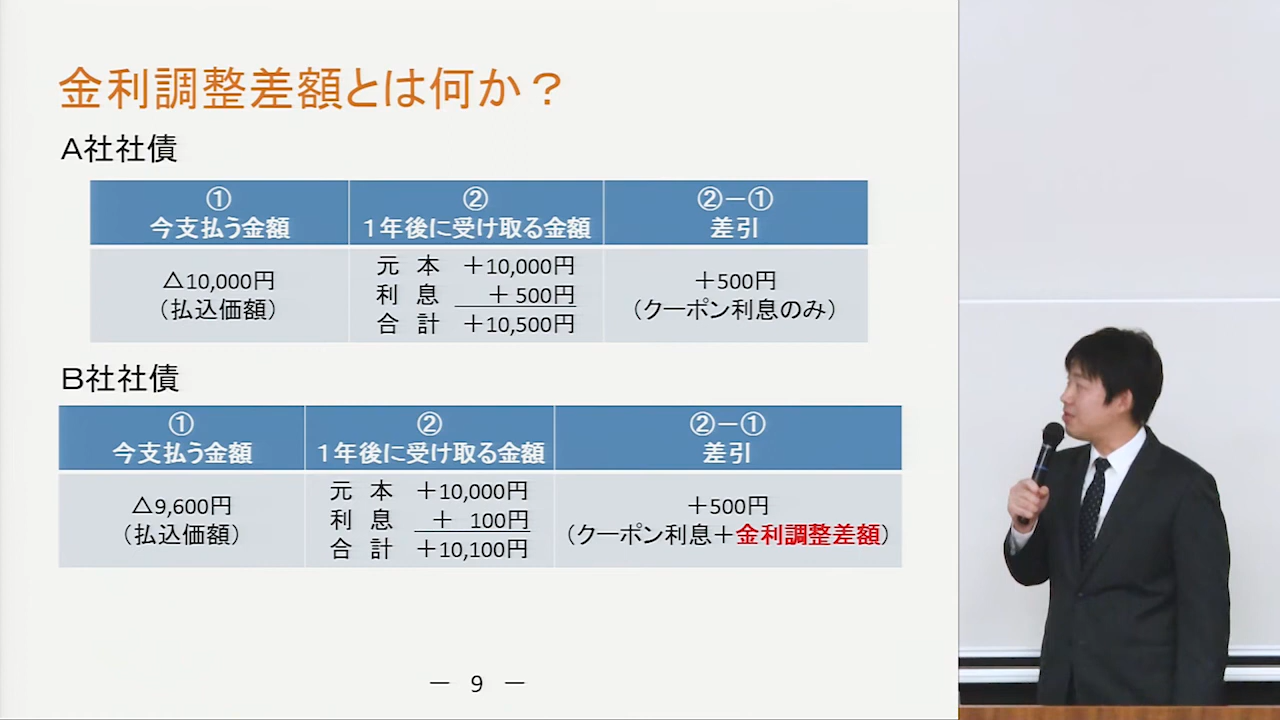 金利調整差額とは何か？
A社社債
① ② ②－①
今支払う金額 １年後に受け取る金額 差引
△10,000円
（払込価額）
元 本 ＋10,000円
利 息 ＋ 500円
合 計 ＋10,500円
＋500円
（クーポン利息のみ）
B社社債
① ② ②－①
今支払う金額 １年後に受け取る金額 差引
△9,600円
（払込価額）
元 本 ＋10,000円
利 息 ＋ 100円
合 計 ＋10,100円
＋500円
（クーポン利息＋金利調整差額）
－ 9 －